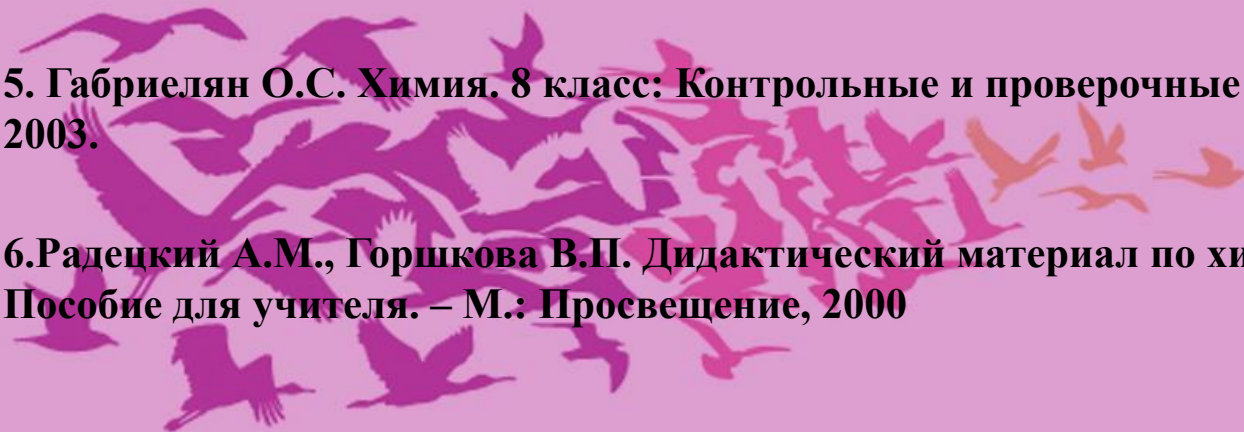 5. Габриелян О.С. Химия. 8 класс: Контрольные и проверочные
2003.
6.Радецкий А.М., Горшкова В.П. Дидактический материал по хи
Пособие для учителя. – М.: Просвещение, 2000